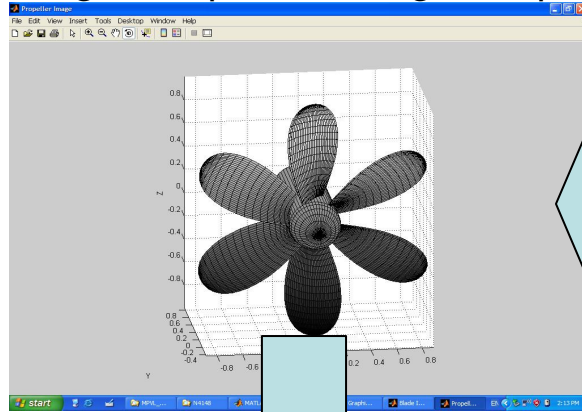 Propeller Image
File Edit View Insert Tools Desktop Window Help
0.8
0.6
0.4
0.2
0
-0.2
-0.4
-0.6
-0.8
Z
0.8
0.6
0.4
0.2
0
-0.2
-0.4
Y
-0.8 -0.6 0.2 0.4 0.6 0.8
start MPVL_... N4148 MATL Graphs... Blade I... Propell... EN 2:13 PM